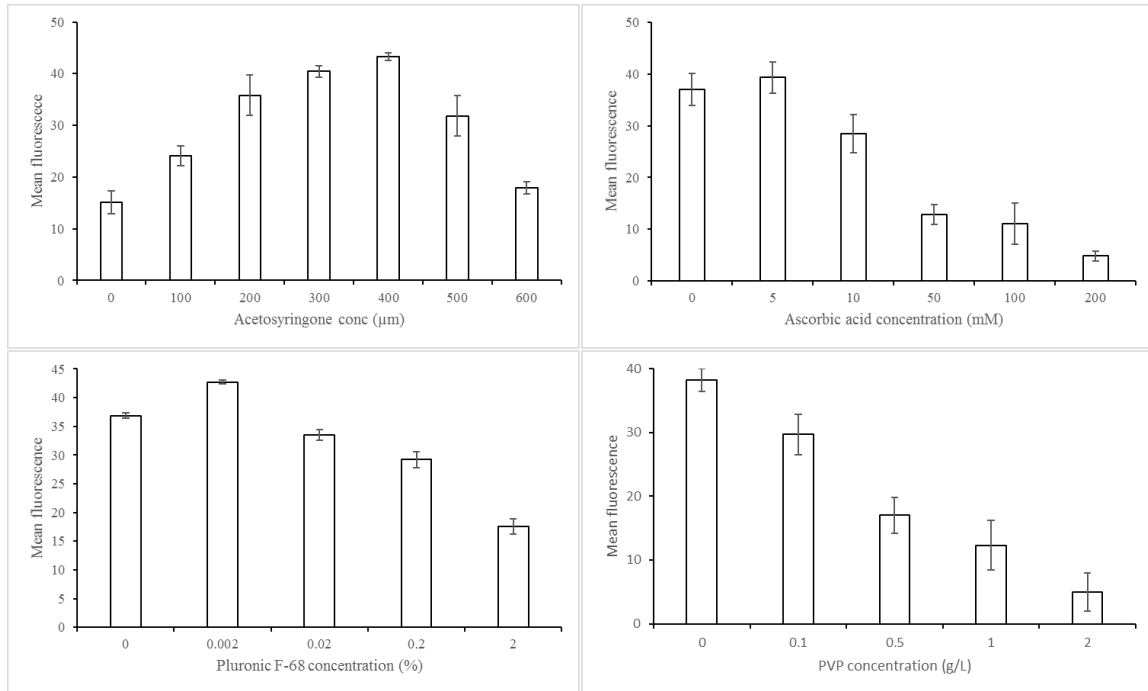 50
40
30
20
10
0
Mean fluorescece
0 100 200 300 400 500 600
Acetosyringone conc (µm)
50
40
30
20
10
0
Mean fluorescence
0 5 10 50 100 200
Ascorbic acid concentration (mM)
45
40
35
30
25
20
15
10
5
0
Mean fluorescence
0 0.002 0.02 0.2 2
Pluronic F-68 concentration (%)
40
30
20
10
0
Mean fluorescence
0 0.1 0.5 1 2
PVP concentration (g/L)